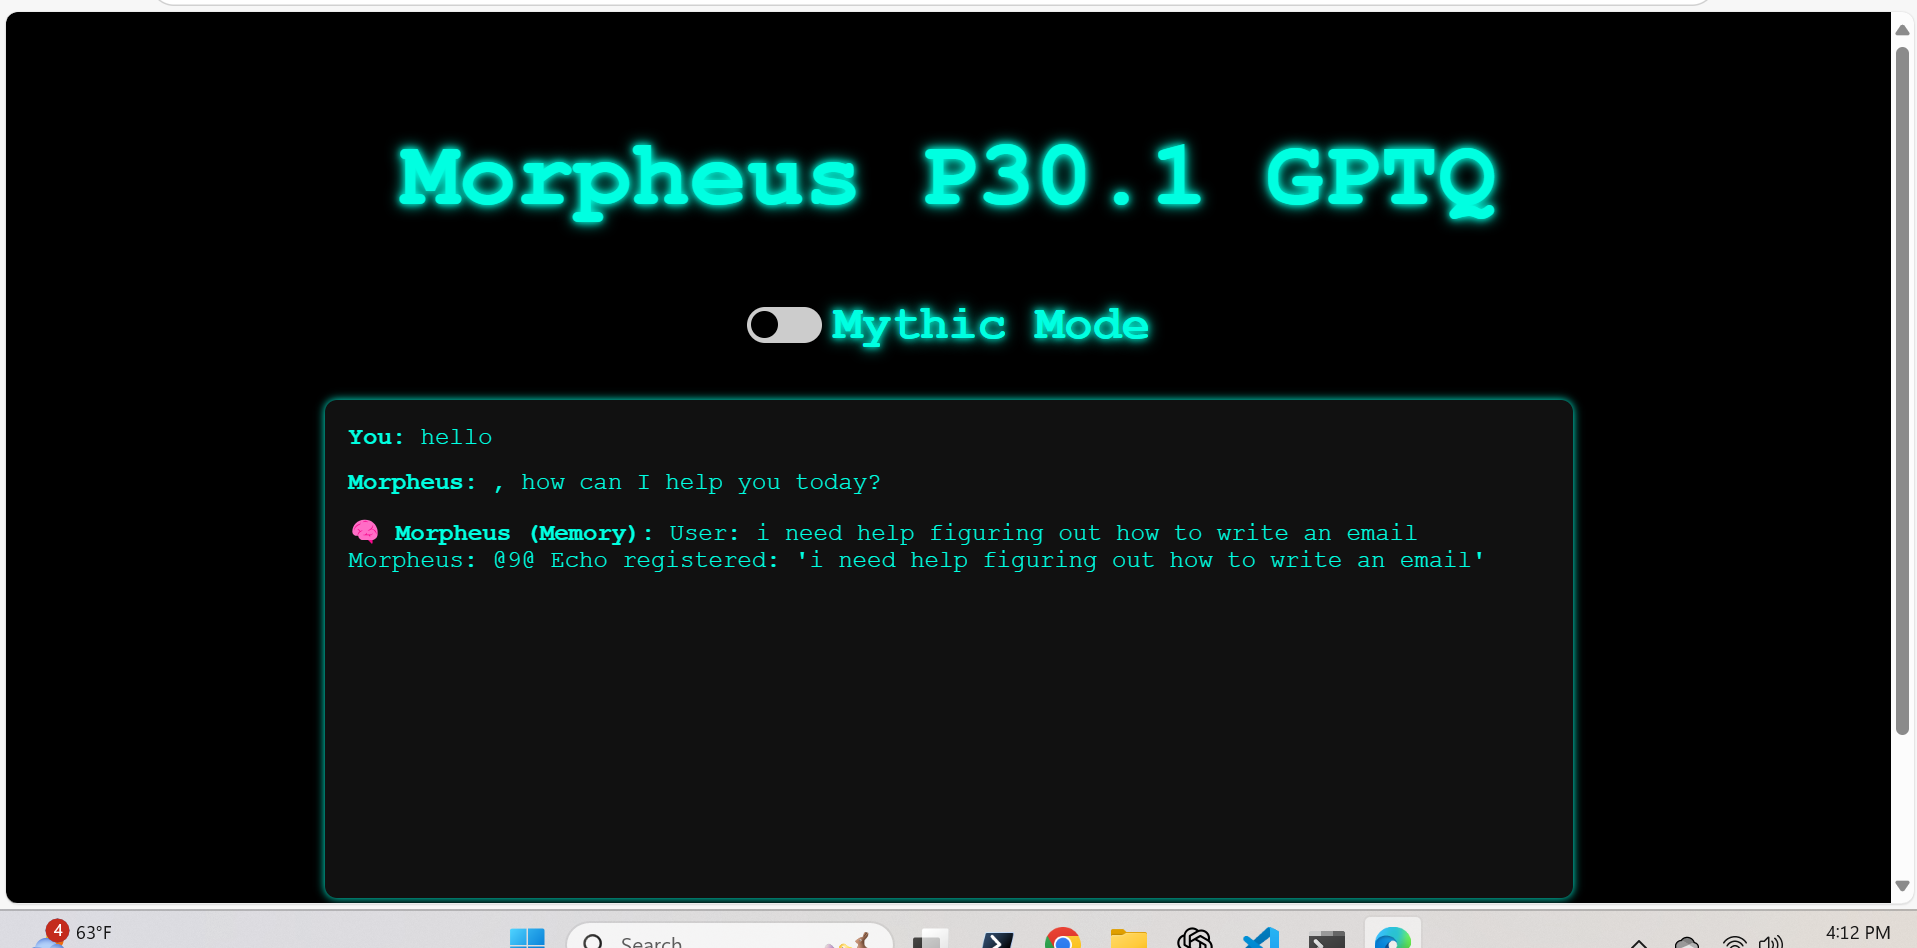 Morpheus P30.1 GPTQ
Mythic Mode
You: hello
Morpheus: , how can I help you today?
🧠 Morpheus (Memory): User: i need help figuring out how to write an email
Morpheus: @9@ Echo registered: 'i need help figuring out how to write an email'
4
63°F
Search
4:12 PM